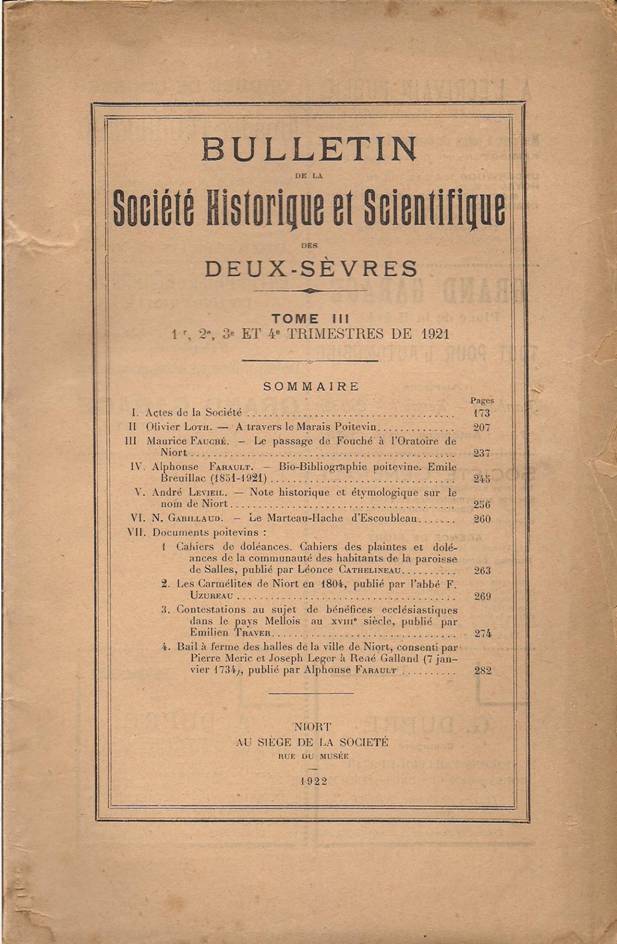 BULLETIN
DE LA
Société Historique et Scientifique
DES
DEUX-SÈVRES
TOME III
1 r, 2e, 3e ET 4e TRIMESTRES DE 1921
SOMMAIRE
Pages
I. Actes de la Société ........ 173
II Olivier LOTH. — A travers le Marais Poitevin ........ 207
III Maurice FAUCHÉ. — Le passage de Fouché à l'Oratoire de
Niort ........ 237
IV. Alphonse FARAULT. — Bio-Bibliographie poitevine. Emile
Breuillac (1851-1921) ........ 245
V. André LEVIEIL. — Note historique et étymologique sur le
nom de Niort ........ 256
VI. N. GABILLAUD. — Le Marteau-Hache d'Escoubleau ........ 260
VII. Documents poitevins :
1 Cahiers de doléances. Cahiers des plaintes et dolé-
ances de la communauté des habitants de la paroisse
de Salles, publié par Léonce CATHELINEAU ........ 263
2. Les Carmélites de Niort en 1804, publié par l'abbé F.
UZUREAU ........ 269
3. Contestations au sujet de bénéfices ecclésiastiques
dans le pays Mellois au XVIIIe siècle, publié par
Emilien TRAVER ........ 274
4. Bail à ferme des halles de la ville de Niort, consenti par
Pierre Meric et Joseph Leger à René Galland (7 jan-
vier 1734), publié par Alphonse FARAULT ........ 282
NIORT
AU SIÈGE DE LA SOCIETÉ
RUE DU MUSÉE
1922